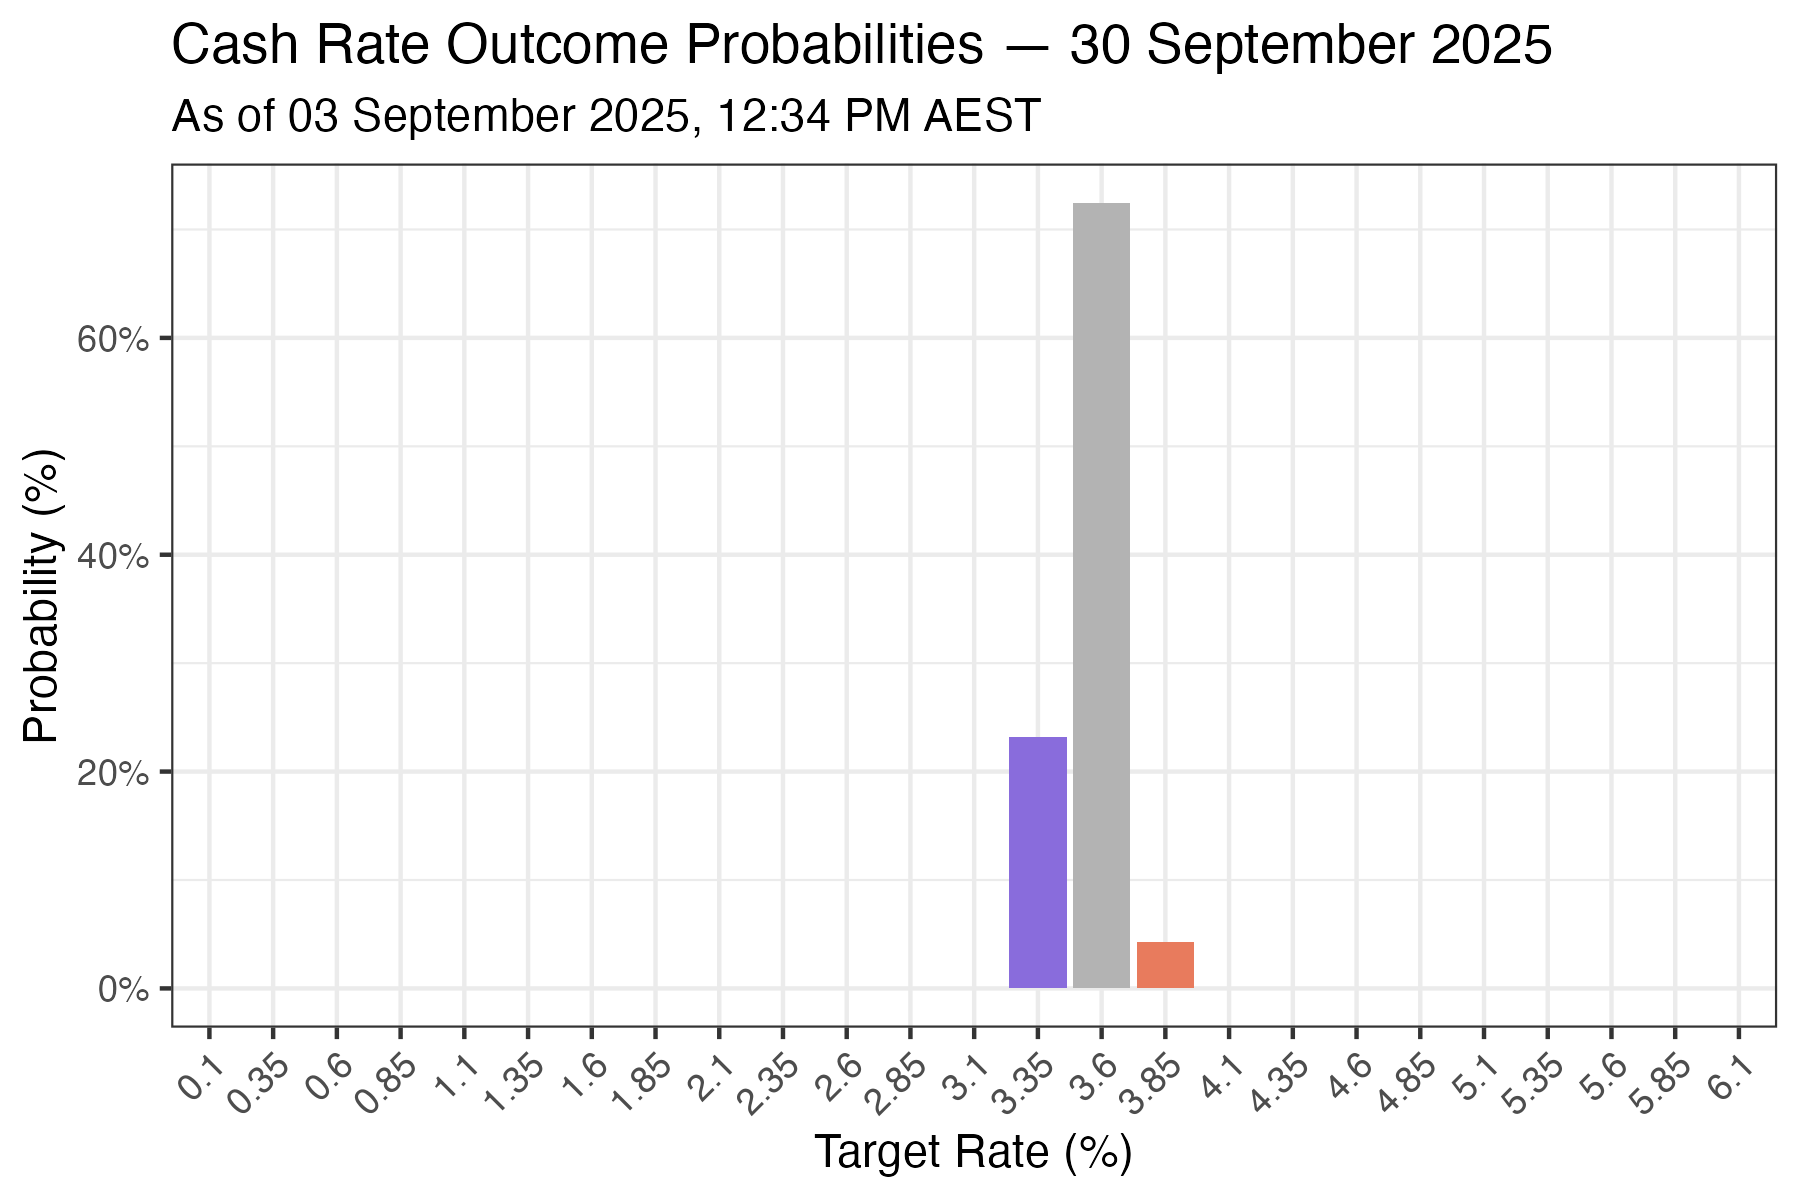 Cash Rate Outcome Probabilities — 30 September 2025
As of 03 September 2025, 12:34 PM AEST
Probability (%)
60%
40%
20%
0%
0.1 0.35 0.6 0.85 1.1 1.35 1.6 1.85 2.1 2.35 2.6 2.85 3.1 3.35 3.6 3.85 4.1 4.35 4.6 4.85 5.1 5.35 5.6 5.85 6.1
Target Rate (%)